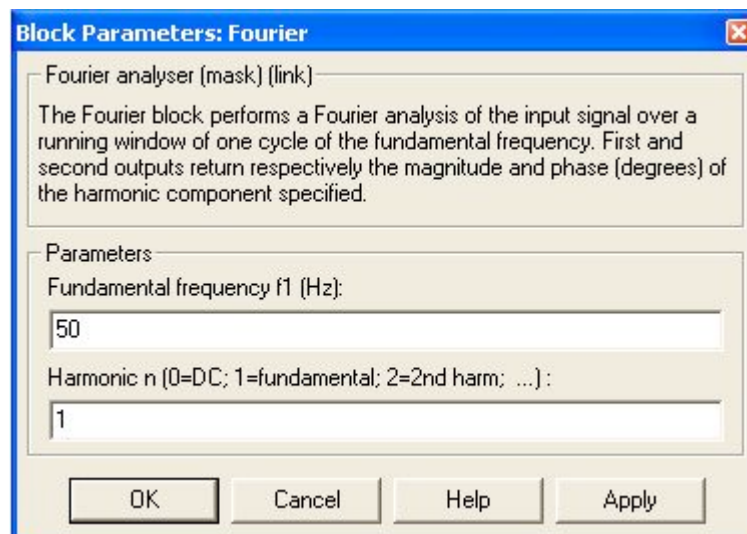 Block Parameters: Fourier
Fourier analyser (mask) (link)
The Fourier block performs a Fourier analysis of the input signal over a
running window of one cycle of the fundamental frequency. First and
second outputs return respectively the magnitude and phase (degrees) of
the harmonic component specified.
Parameters
Fundamental frequency f1 (Hz):
50
Harmonic n (0=DC; 1=fundamental; 2=2nd harm; ...) :
1
OK Cancel Help Apply